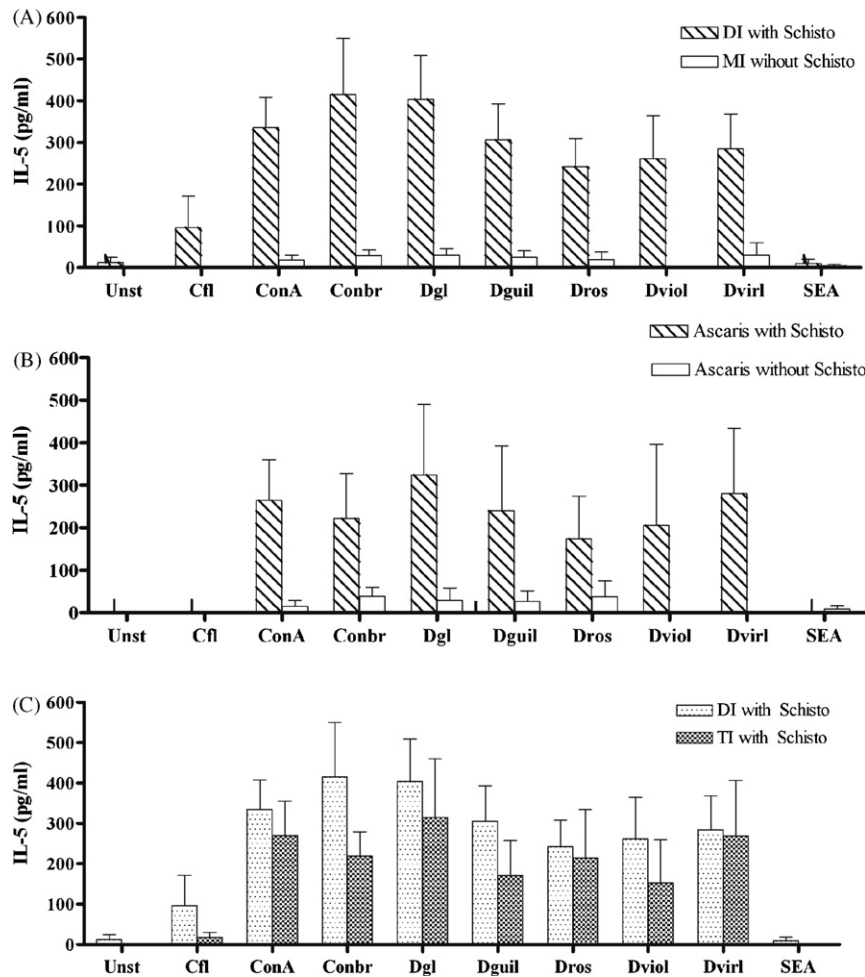 (A)
600
500
400
300
200
100
0
IL-5 (pg/ml)
DI with Schisto
MI wihout Schisto
Unst Cfl ConA Conbr Dgl Dguil Dros Dviol Dvirl SEA
(B)
600
500
400
300
200
100
0
IL-5 (pg/ml)
Ascaris with Schisto
Ascaris without Schisto
Unst Cfl ConA Conbr Dgl Dguil Dros Dviol Dvirl SEA
(C)
600
500
400
300
200
100
0
IL-5 (pg/ml)
DI with Schisto
TI with Schisto
Unst Cfl ConA Conbr Dgl Dguil Dros Dviol Dvirl SEA